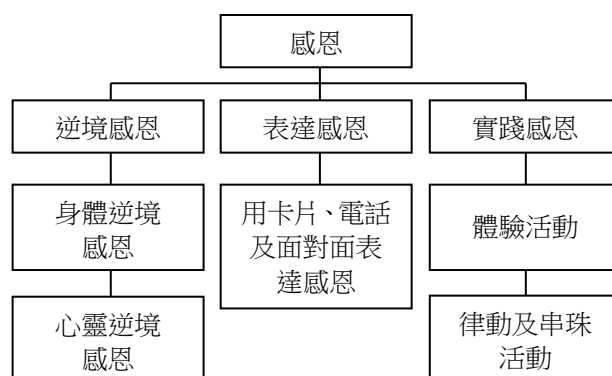 感恩
逆境感恩
表達感恩
實踐感恩
身體逆境
感恩
用卡片、電話
及面對面表
達感恩
體驗活動
心靈逆境
感恩
律動及串珠
活動